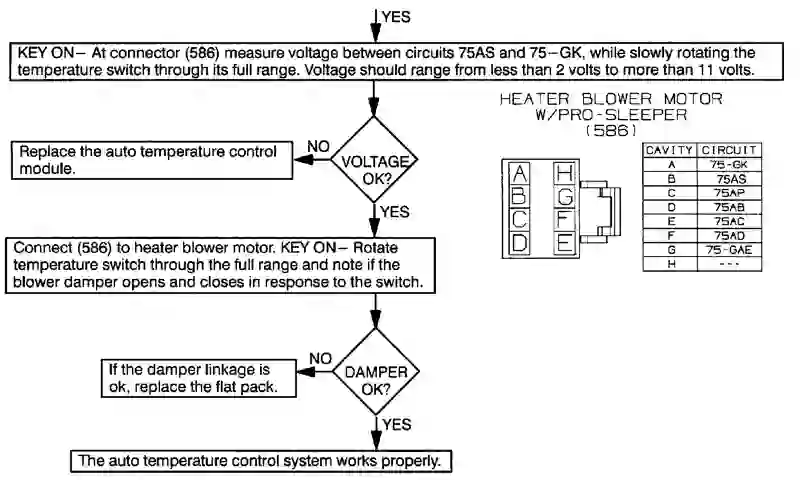 YES
KEY ON– At connector (586) measure voltage between circuits 75AS and 75–GK, while slowly rotating the
temperature switch through its full range. Voltage should range from less than 2 volts to more than 11 volts.
HEATER BLOWER MOTOR
W/PRO-SLEEPER
(586)
NO
Replace the auto temperature control
module.
VOLTAGE
OK?
YES
CAVITY CIRCUIT
A 75-GK
B 75AS
C 75AP
D 75AB
E 75AC
F 75AD
G 75-GAE
H ---
A H
B G
C F
D E
Connect (586) to heater blower motor. KEY ON– Rotate
temperature switch through the full range and note if the
blower damper opens and closes in response to the switch.
NO
If the damper linkage is
ok, replace the flat pack.
DAMPER
OK?
YES
The auto temperature control system works properly.